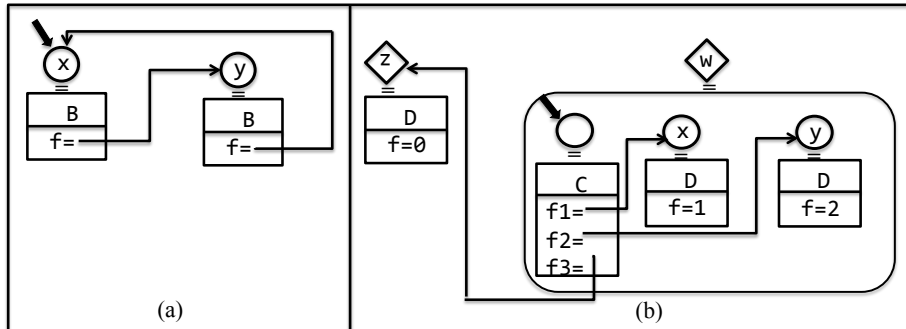 x
y
B
f=
B
f=
(a)
z
D
f=0
w
x
y
C
f1=
f2=
f3=
D
f=1
D
f=2
(b)